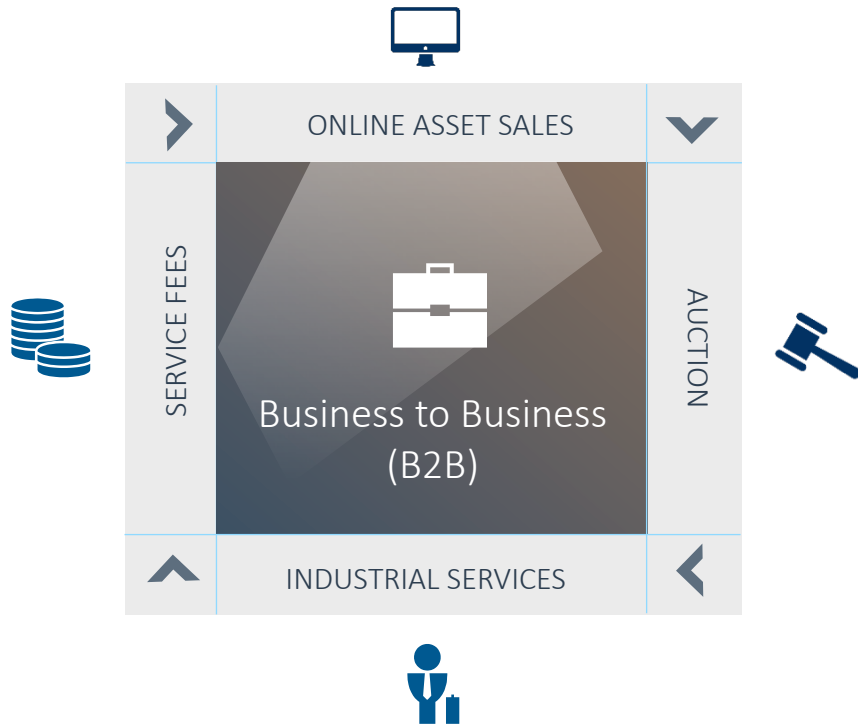 ONLINE ASSET SALES
SERVICE FEES
AUCTION
Business to Business
(B2B)
INDUSTRIAL SERVICES